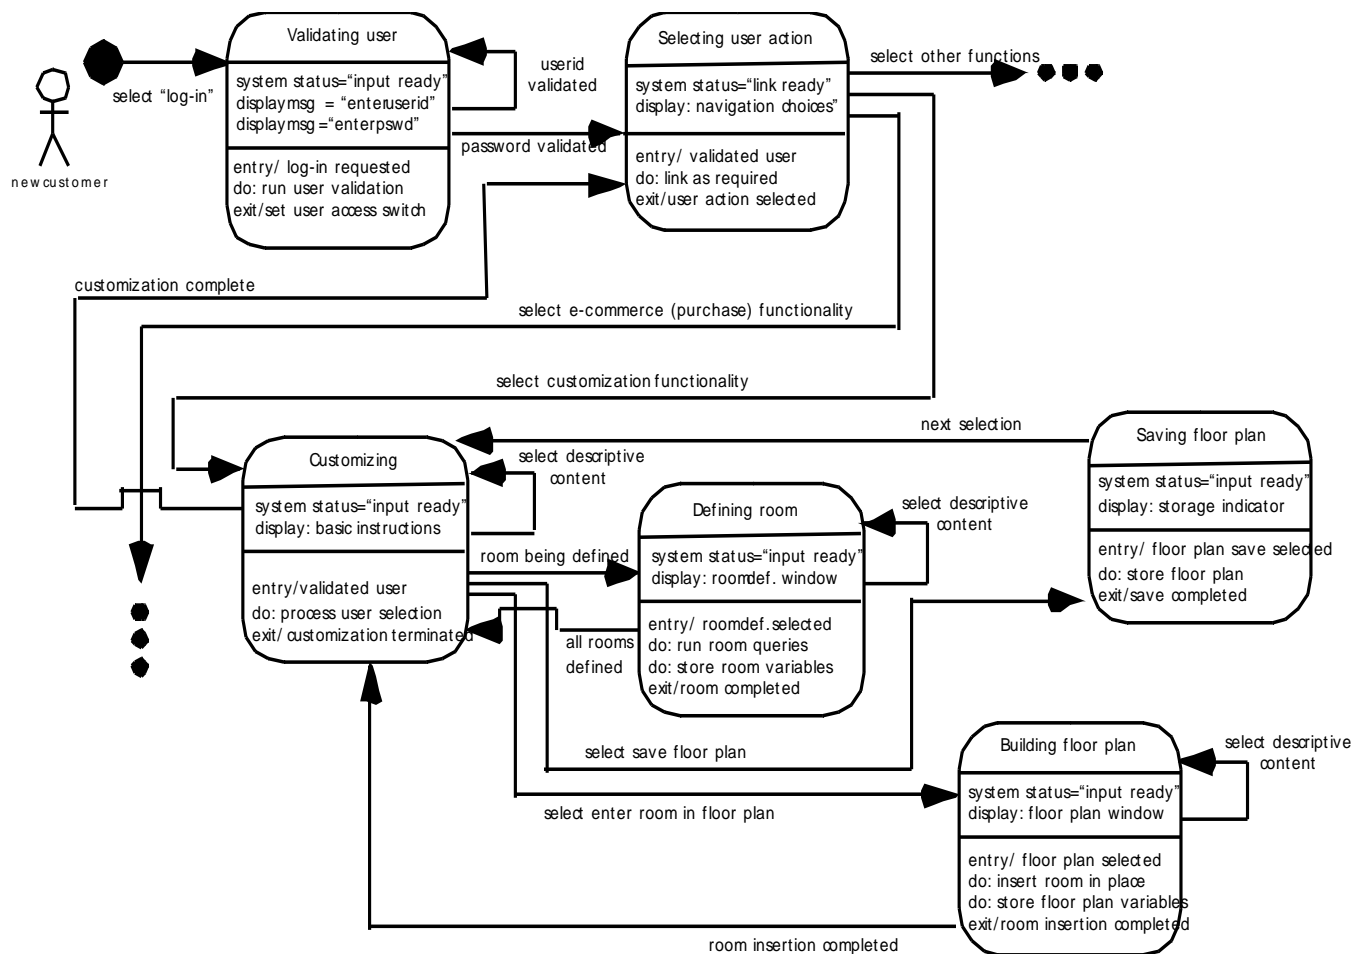 Validating user
system status="input ready"
displaymsg = "enteruserid"
displaymsg ="enterpswd"
entry/ log-in requested
do: run user validation
exit/set user access switch
select "log-in"
newcustomer
userid
validated
password validated
Selecting user action
system status="link ready"
display: navigation choices"
entry/ validated user
do: link as required
exit/user action selected
select other functions
customization complete
select e-commerce (purchase) functionality
select customization functionality
next selection
Customizing
system status="input ready"
display: basic instructions
entry/validated user
do: process user selection
exit/ customization terminated
select descriptive
content
room being defined
all rooms
defined
Defining room
system status="input ready"
display: roomdef. window
entry/ roomdef.selected
do: run room queries
do: store room variables
exit/room completed
select descriptive
content
Saving floor plan
system status="input ready"
display: storage indicator
entry/ floor plan save selected
do: store floor plan
exit/save completed
select save floor plan
select enter room in floor plan
Building floor plan
system status="input ready"
display: floor plan window
entry/ floor plan selected
do: insert room in place
do: store floor plan variables
exit/room insertion completed
select descriptive
content
room insertion completed